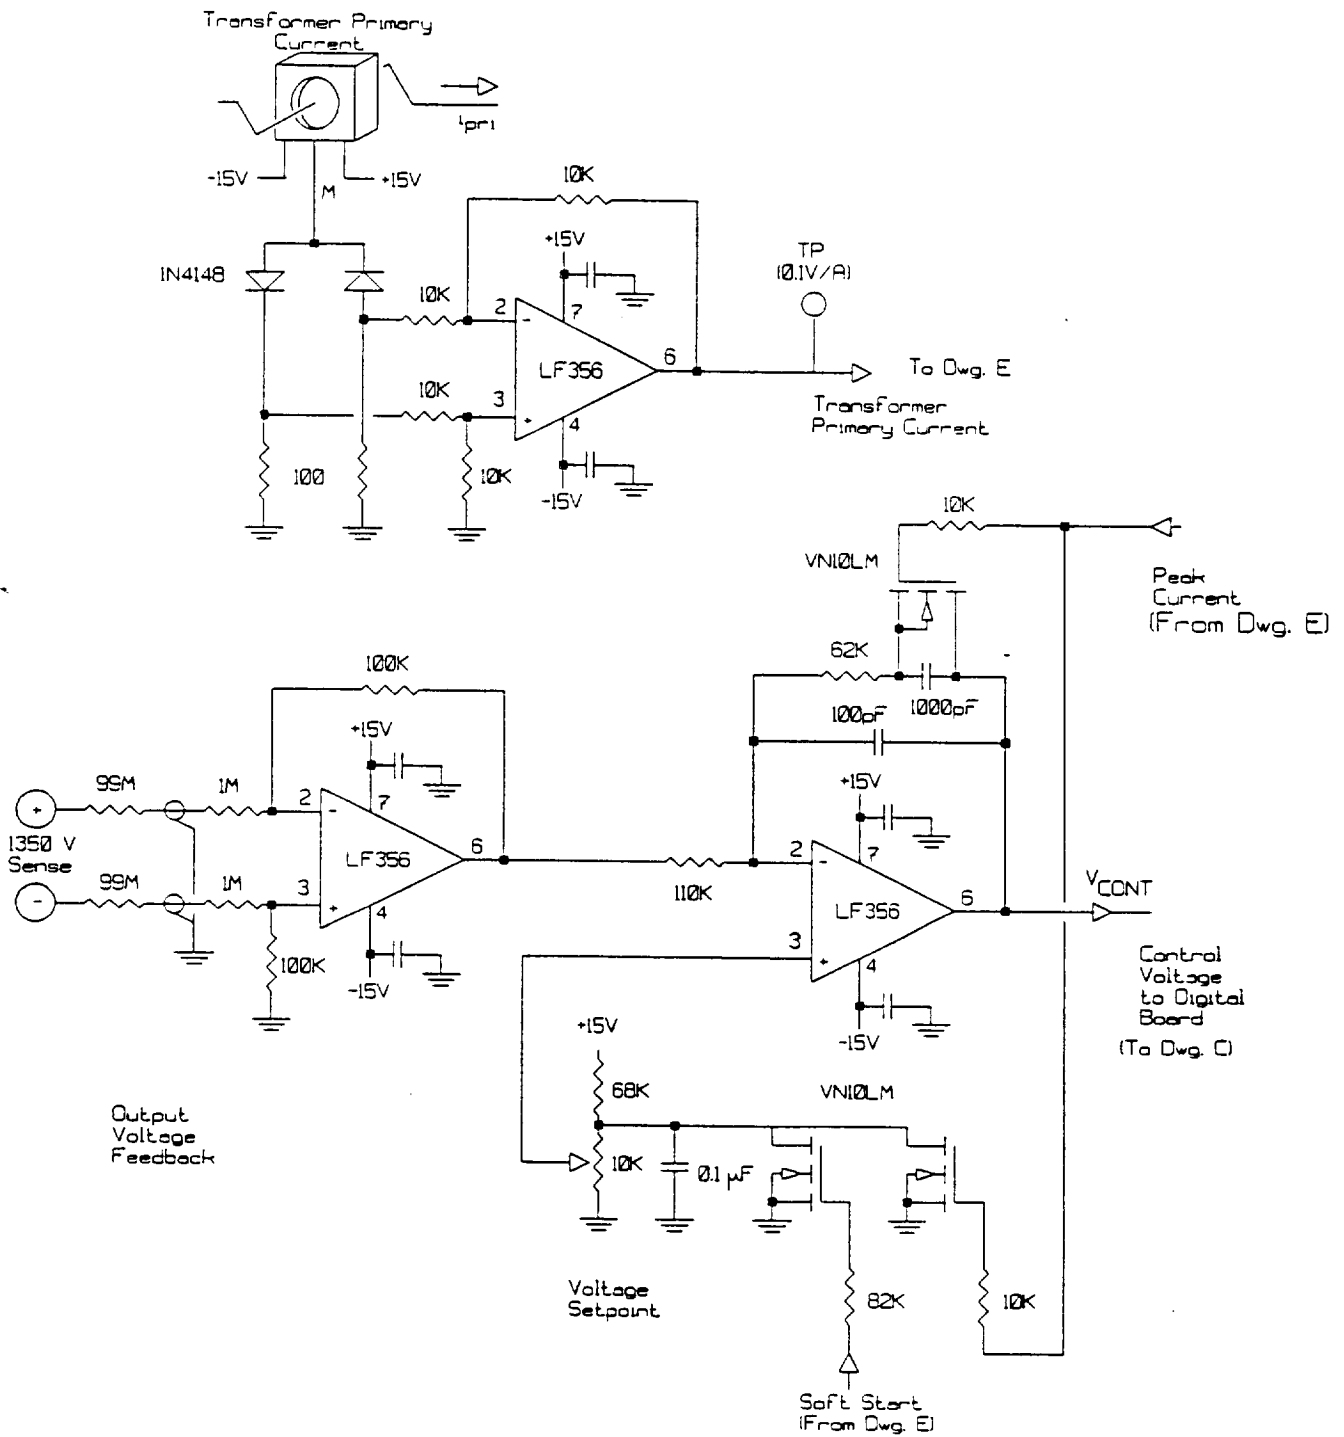 Transformer Primary
Current
ipri
-15V
+15V
M
1N4148
10K
+15V
TP
(0.1V/A)
10K
2
7
-
LF356
6
To Dwg. E
10K
3
+
4
Transformer
Primary Current
100
10K
-15V
10K
VN10LM
Peak
Current
(From Dwg. E)
62K
100K
1000pF
100pF
+15V
+15V
99M
1M
2
7
-
+
1350 V
Sense
LF356
6
2
7
-
110K
LF356
6
VCONT
99M
1M
3
-
+
4
3
+
4
100K
-15V
Control
Voltage
to Digital
Board
(To Dwg. C)
+15V
-15V
68K
VN10LM
Output
Voltage
Feedback
10K
0.1 µF
Voltage
Setpoint
82K
10K
Soft Start
(From Dwg. E)